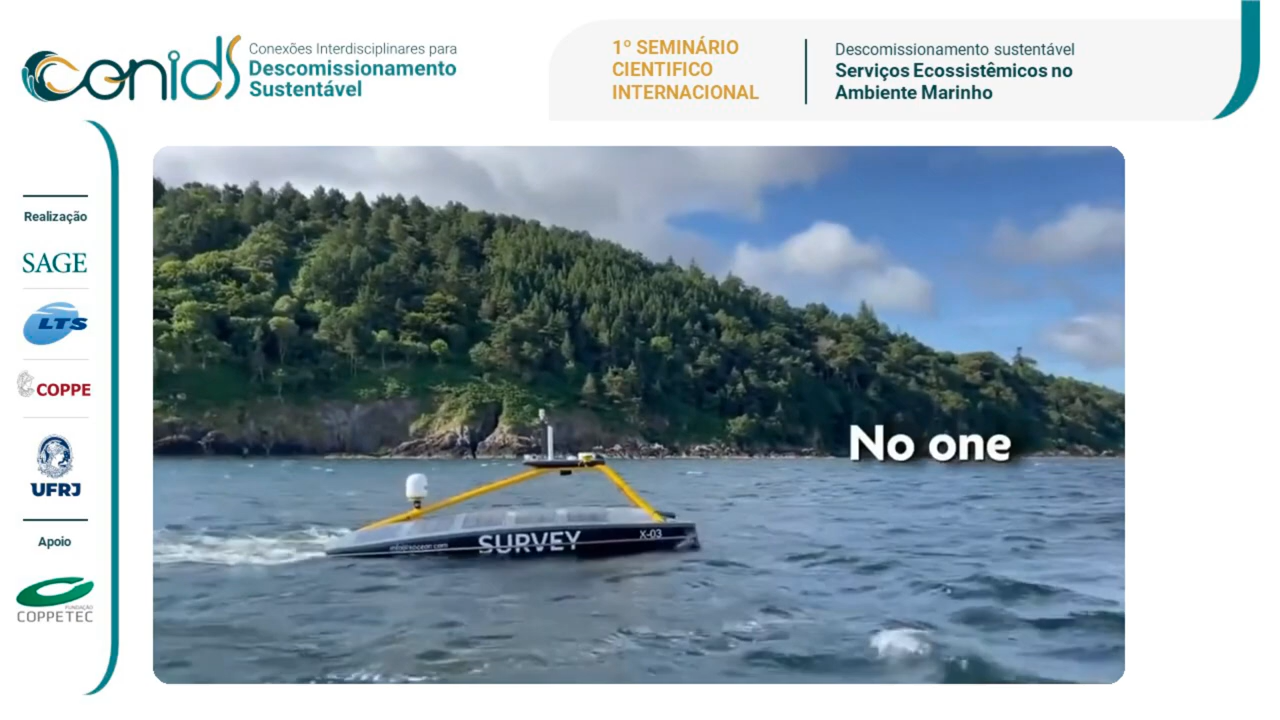 conids
Conexões Interdisciplinares para
Descomissionamento
Sustentável
1º SEMINÁRIO
CIENTIFICO
INTERNACIONAL
Descomissionamento sustentável
Serviços Ecossistêmicos no
Ambiente Marinho
Realização
SAGE
LTS
COPPE
UFRJ
Apoio
FUNDAÇÃO
COPPETEC
No one
SURVEY
X-03